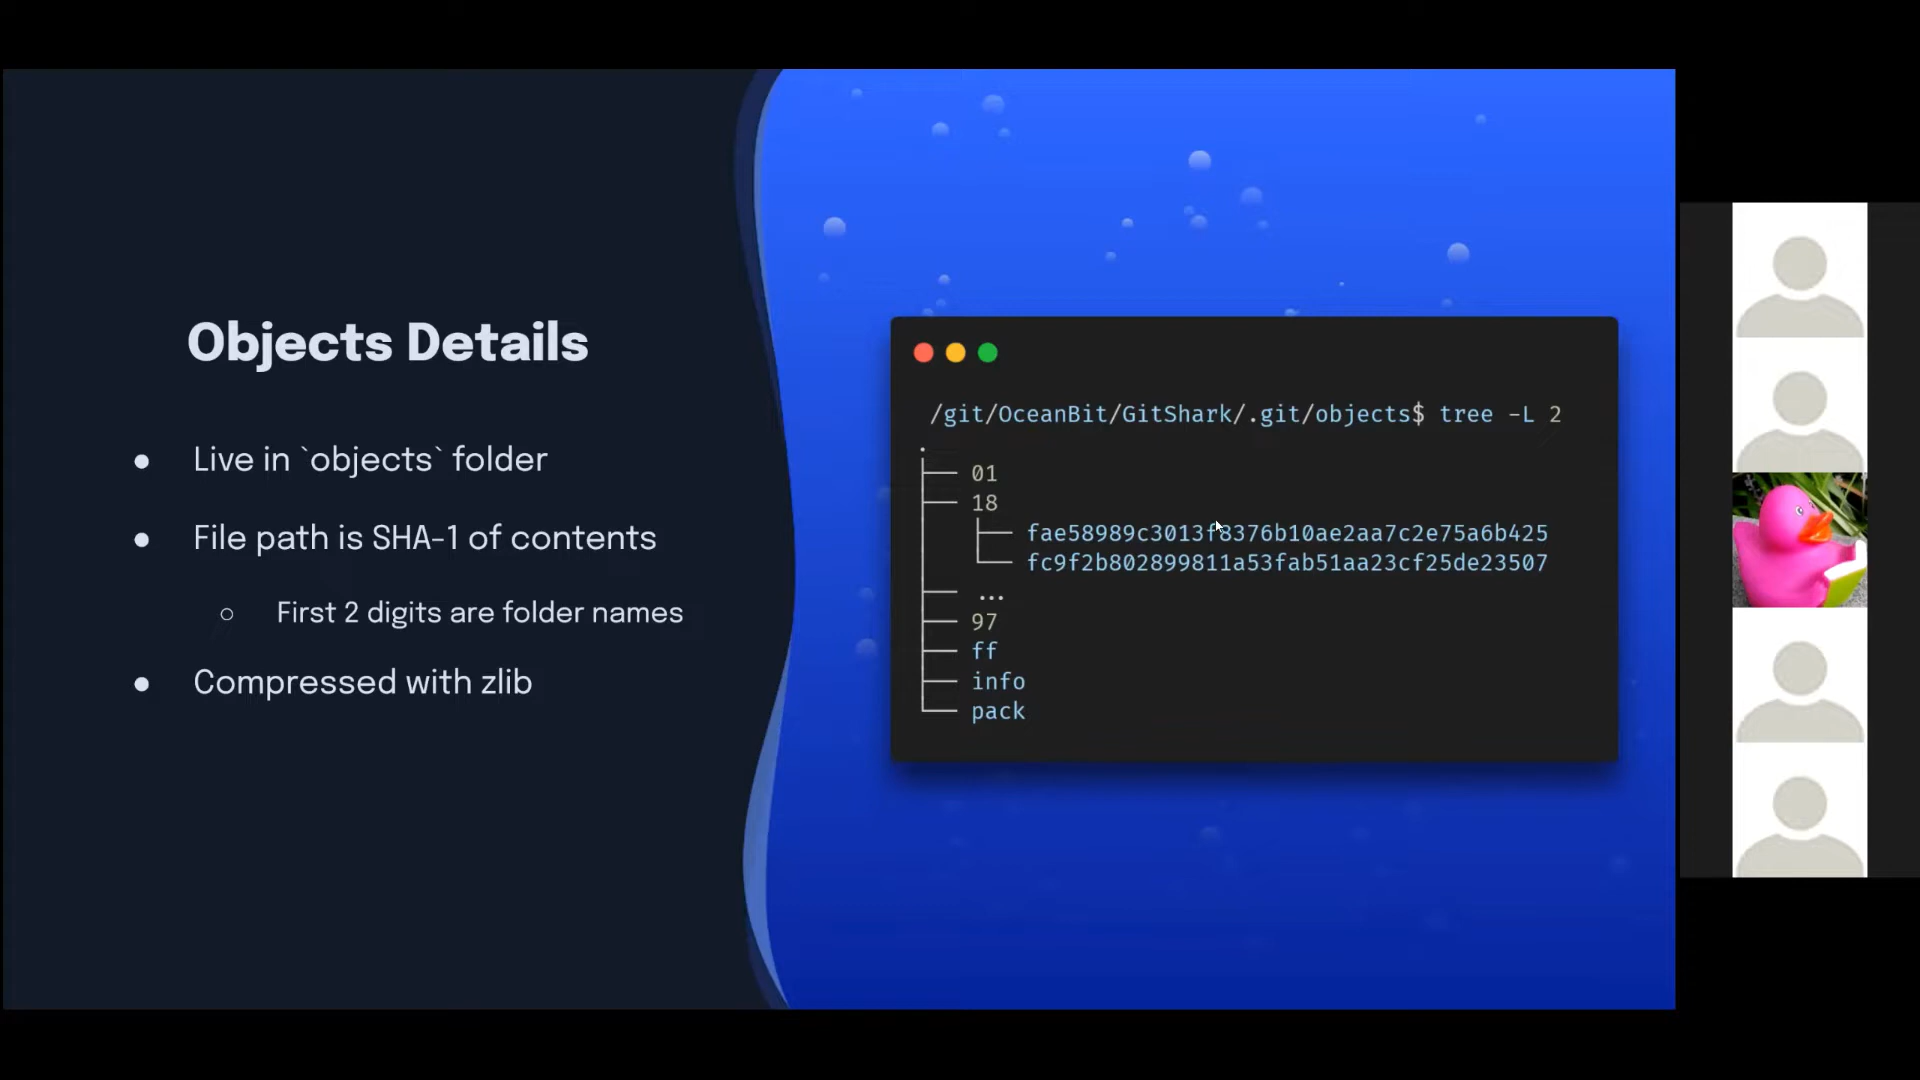 Objects Details
● Live in `objects` folder
● File path is SHA-1 of contents
○ First 2 digits are folder names
● Compressed with zlib
/git/OceanBit/GitShark/.git/objects$ tree -L 2
.
├── 01
├── 18
├── fae58989c3013f8376b10ae2aa7c2e75a6b425
└── fc9f2b802899811a53fab51aa23cf25de23507
├── ...
├── 97
├── ff
├── info
└── pack